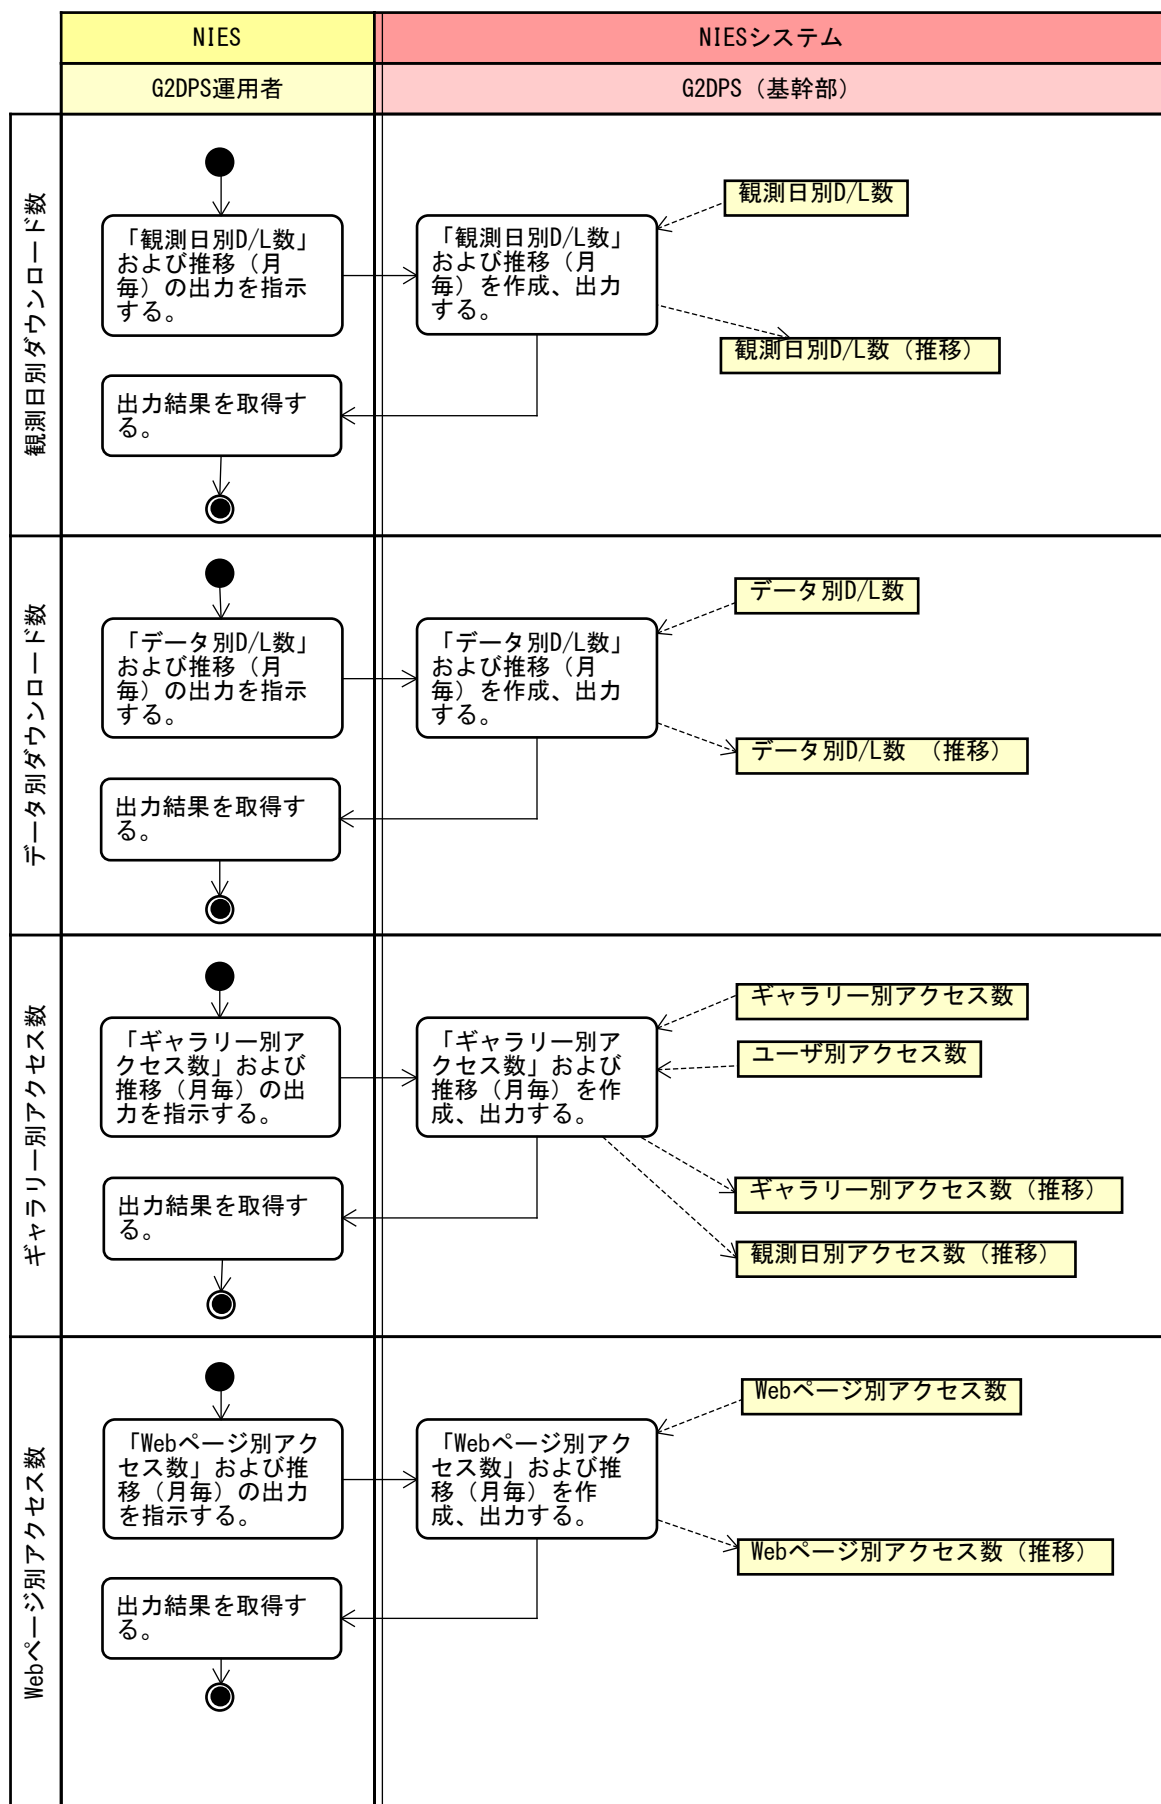 NIES
NIESシステム
G2DPS運用者
G2DPS（基幹部）
観測日別ダウンロード数
「観測日別D/L数」
および推移（月
毎）の出力を指示
する。
「観測日別D/L数」
および推移（月
毎）を作成、出力
する。
観測日別D/L数
観測日別D/L数（推移）
出力結果を取得す
る。
データ別ダウンロード数
「データ別D/L数」
および推移（月
毎）の出力を指示
する。
「データ別D/L数」
および推移（月
毎）を作成、出力
する。
データ別D/L数
データ別D/L数　（推移）
出力結果を取得す
る。
ギャラリー別アクセス数
「ギャラリー別ア
クセス数」および
推移（月毎）の出
力を指示する。
「ギャラリー別ア
クセス数」および
推移（月毎）を作
成、出力する。
ギャラリー別アクセス数
ユーザ別アクセス数
ギャラリー別アクセス数（推移）
観測日別アクセス数（推移）
出力結果を取得す
る。
Webページ別アクセス数
「Webページ別アク
セス数」および推
移（月毎）の出力
を指示する。
「Webページ別アク
セス数」および推
移（月毎）を作
成、出力する。
Webページ別アクセス数
Webページ別アクセス数（推移）
出力結果を取得す
る。